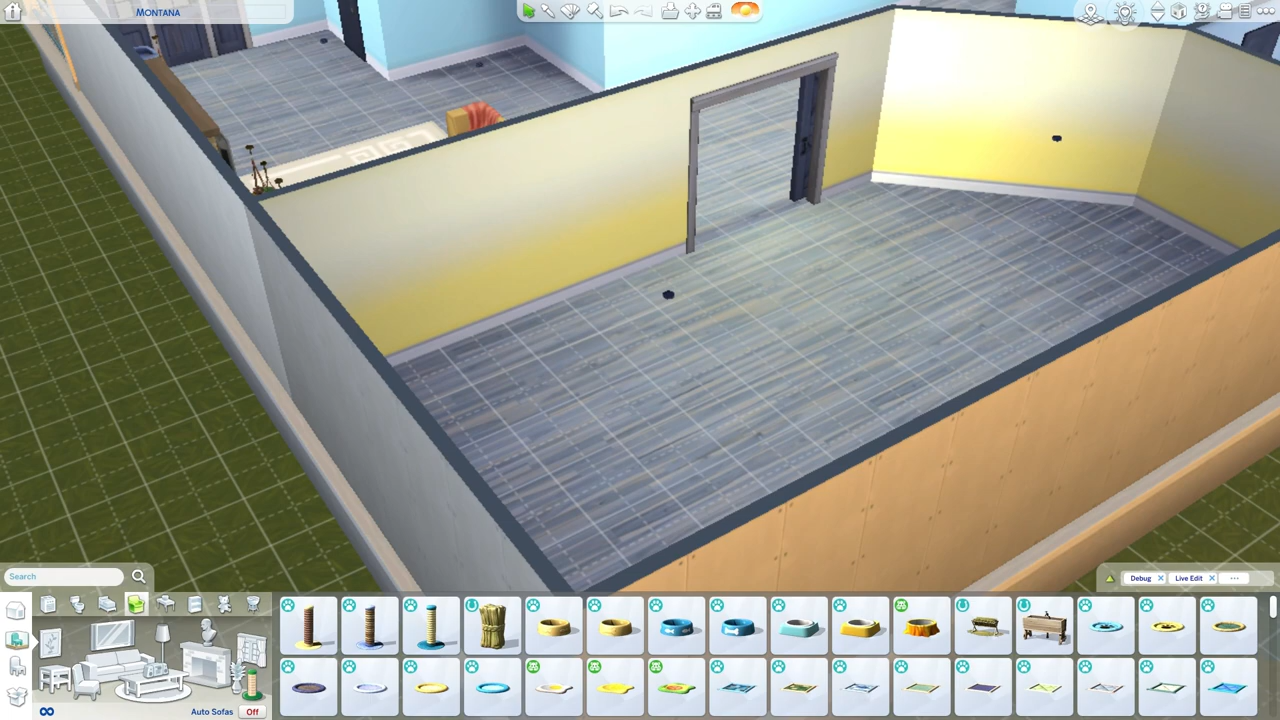 MONTANA
Search
Debug
Live Edit
...
Auto Sofas
Off